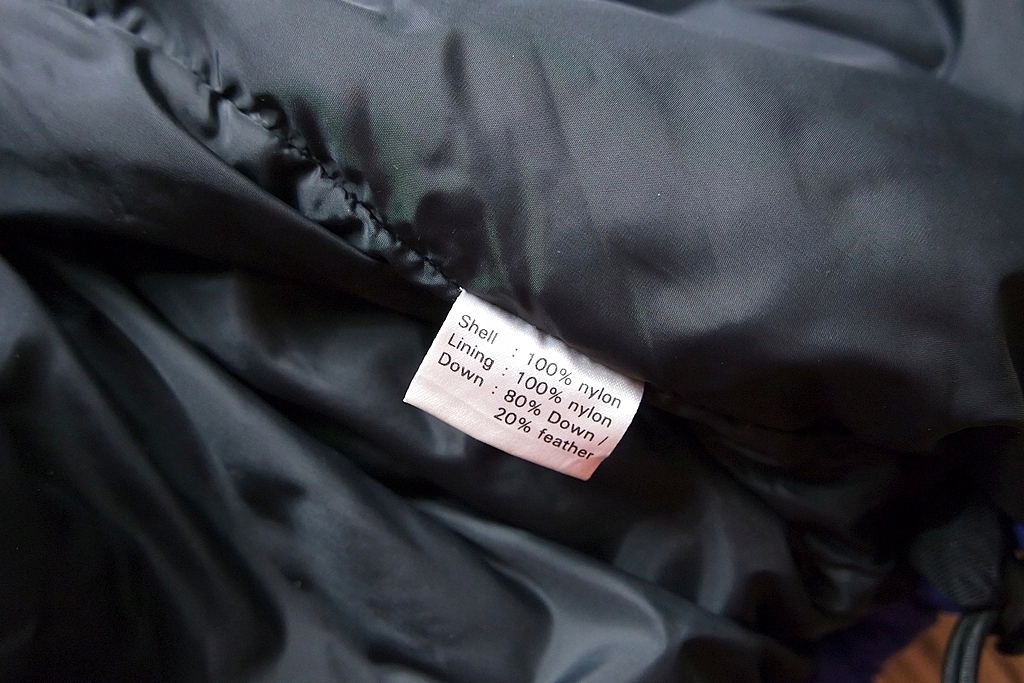 Shell : 100% nylon
Lining : 100% nylon
Down : 80% Down /
20% feather